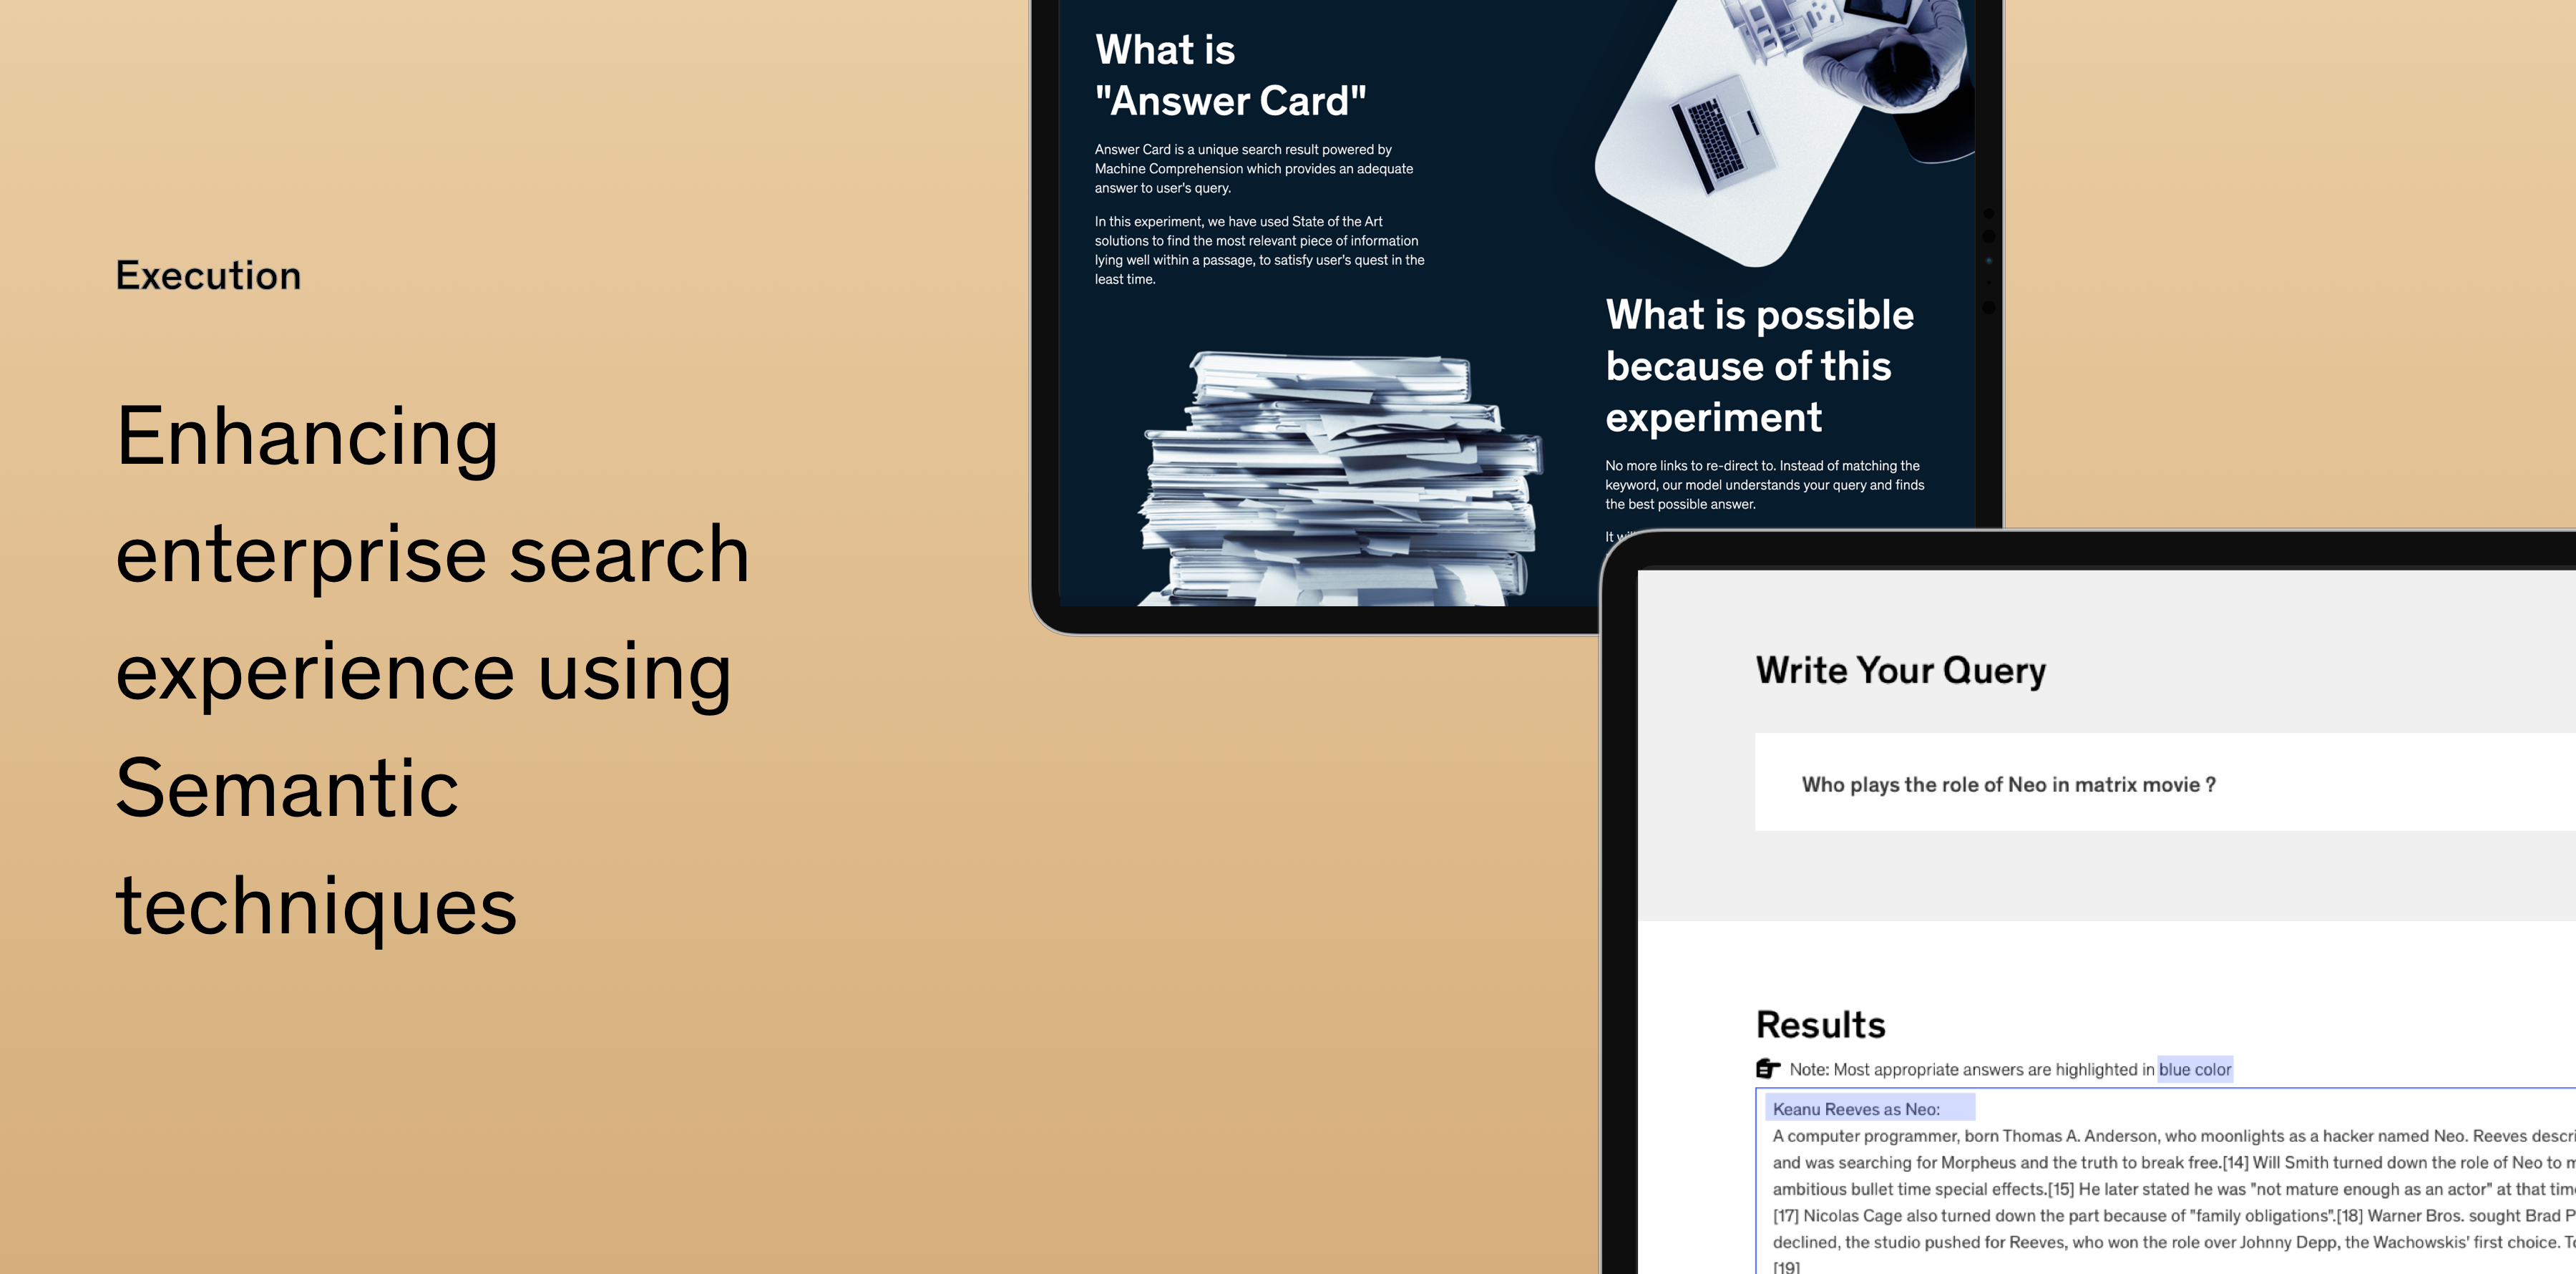 Execution
Enhancing
enterprise search
experience using
Semantic
techniques
What is
"Answer Card"
Answer Card is a unique search result powered by
Machine Comprehension which provides an adequate
answer to user's query.
In this experiment, we have used State of the Art
solutions to find the most relevant piece of information
lying well within a passage, to satisfy user's quest in the
least time.
What is possible
because of this
experiment
No more links to re-direct to. Instead of matching the
keyword, our model understands your query and finds
the best possible answer.
It
Write Your Query
Who plays the role of Neo in matrix movie ?
Results
Note: Most appropriate answers are highlighted in blue color
Keanu Reeves as Neo:
A computer programmer, born Thomas A. Anderson, who moonlights as a hacker named Neo. Reeves
and was searching for Morpheus and the truth to break free.[14] Will Smith turned down the role of Neo to
ambitious bullet time special effects.[15] He later stated he was "not mature enough as an actor" at that
[17] Nicolas Cage also turned down the part because of "family obligations".[18] Warner Bros. sought Brad
declined, the studio pushed for Reeves, who won the role over Johnny Depp, the Wachowskis' first choice.
[19]